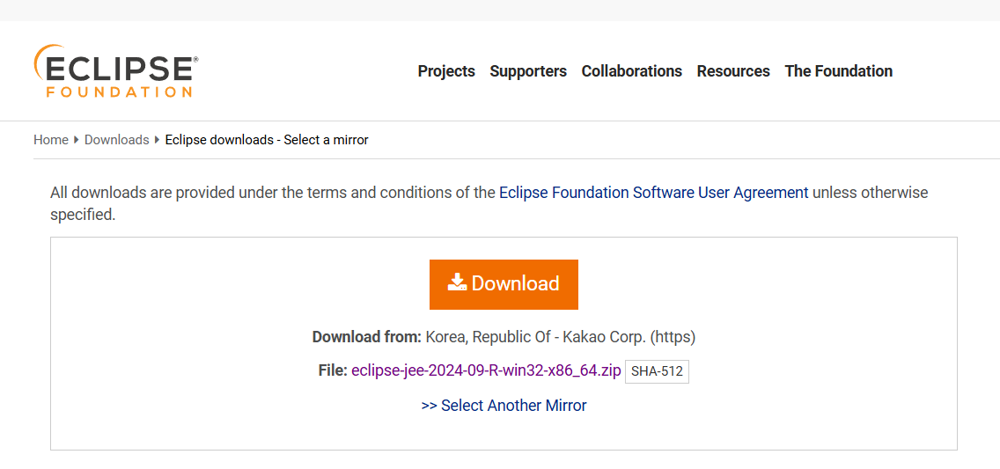 ECLIPSE®
FOUNDATION
Projects Supporters Collaborations Resources The Foundation
Home Downloads Eclipse downloads - Select a mirror
All downloads are provided under the terms and conditions of the Eclipse Foundation Software User Agreement unless otherwise
specified.
Download
Download from: Korea, Republic Of - Kakao Corp. (https)
File: eclipse-jee-2024-09-R-win32-x86_64.zip SHA-512
>> Select Another Mirror